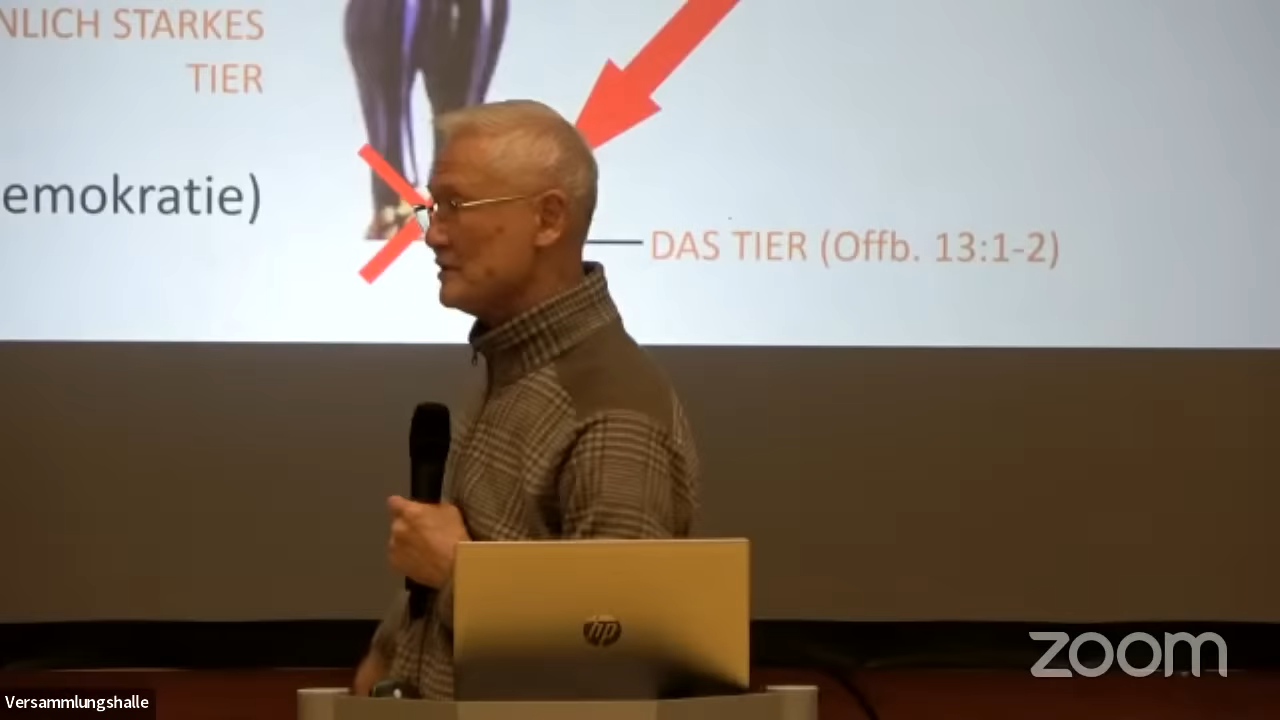 NLICH STARKES
TIER
emokratie)
DAS TIER (Offb. 13:1-2)
hp
zoom
Versammlungshalle